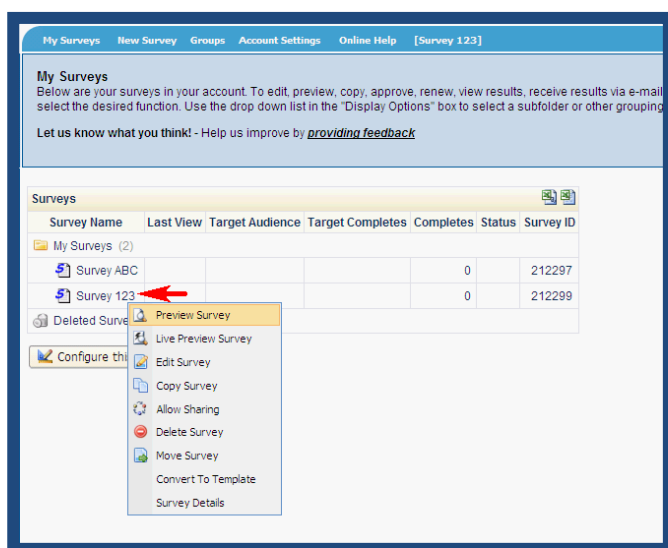 My Surveys New Survey Groups Account Settings Online Help [Survey 123]
My Surveys
Below are your surveys in your account. To edit, preview, copy, approve, renew, view results, receive results via e-mail
select the desired function. Use the drop down list in the "Display Options" box to select a subfolder or other grouping
Let us know what you think! - Help us improve by providing feedback
Surveys
Survey Name Last View Target Audience Target Completes Completes Status Survey ID
My Surveys (2)
Survey ABC 0 212297
Survey 123 0 212299
Deleted Surve
Preview Survey
Live Preview Survey
Configure thi
Edit Survey
Copy Survey
Allow Sharing
Delete Survey
Move Survey
Convert To Template
Survey Details